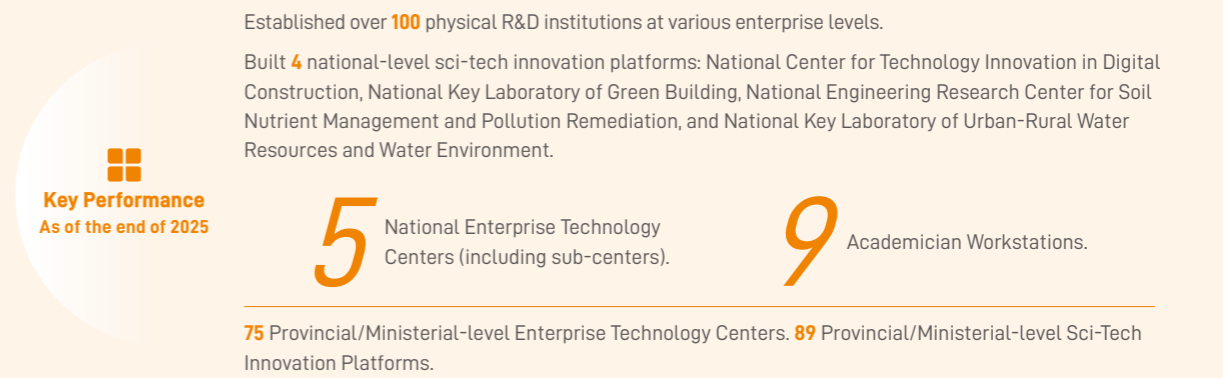 Established over 100 physical R&D institutions at various enterprise levels.
Built 4 national-level sci-tech innovation platforms: National Center for Technology Innovation in Digital
Construction, National Key Laboratory of Green Building, National Engineering Research Center for Soil
Nutrient Management and Pollution Remediation, and National Key Laboratory of Urban-Rural Water
Resources and Water Environment.
Key Performance
As of the end of 2025
5
National Enterprise Technology
Centers (including sub-centers).
9
Academician Workstations.
75 Provincial/Ministerial-level Enterprise Technology Centers. 89 Provincial/Ministerial-level Sci-Tech
Innovation Platforms.